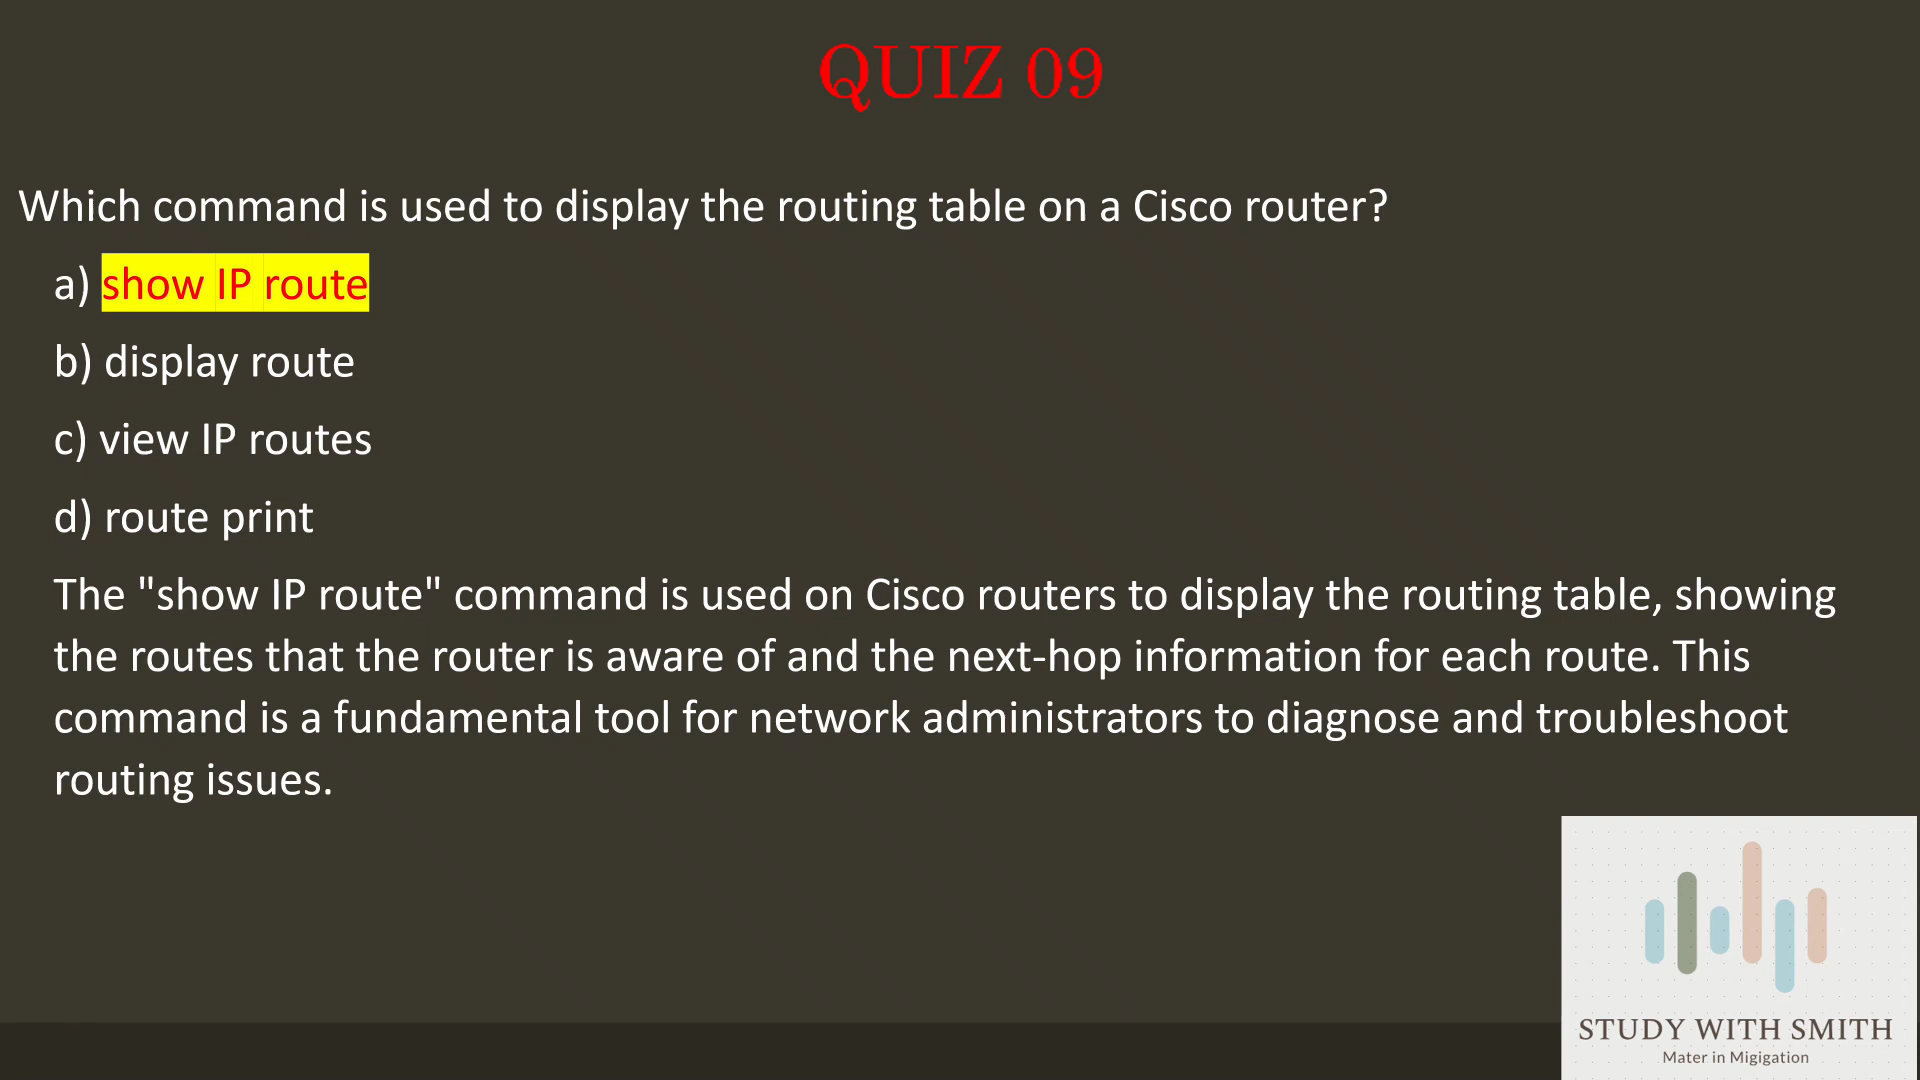 QUIZ 09
Which command is used to display the routing table on a Cisco router?
a) show IP route
b) display route
c) view IP routes
d) route print
The "show IP route" command is used on Cisco routers to display the routing table, showing
the routes that the router is aware of and the next-hop information for each route. This
command is a fundamental tool for network administrators to diagnose and troubleshoot
routing issues.
STUDY WITH SMITH
Mater in Migigation